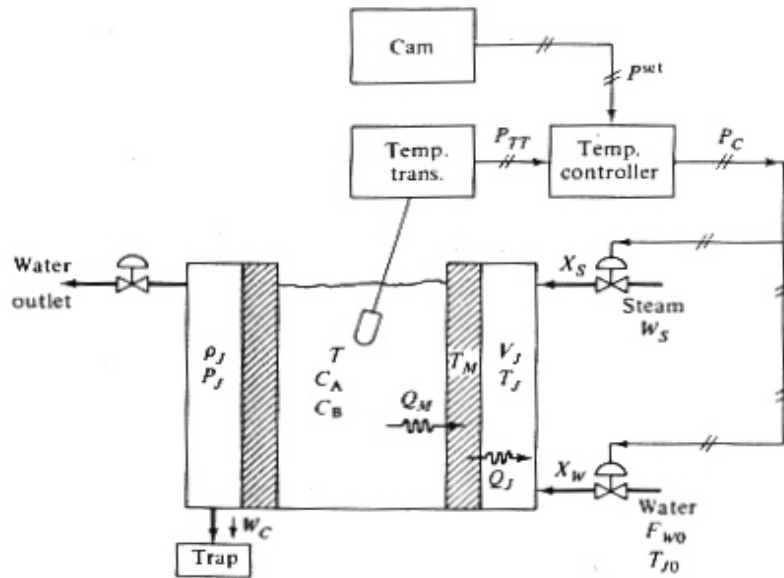 Cam
P^set
Temp.
trans.
P_TT
Temp.
controller
P_C
Water
outlet
X_S
Steam
W_S
ρ_J
P_J
T
C_A
C_B
T_M
V_J
T_J
Q_M
Q_J
X_W
Water
F_W0
T_J0
W_C
Trap